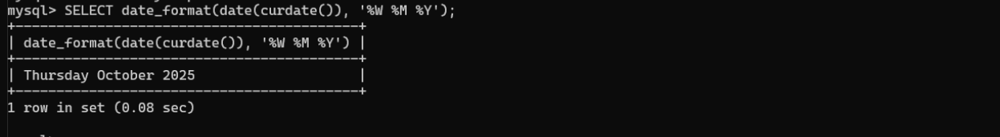 mysql> SELECT date_format(date(curdate()), '%W %M %Y');
+-----------------------------------------+
| date_format(date(curdate()), '%W %M %Y') |
+-----------------------------------------+
| Thursday October 2025 |
+-----------------------------------------+
1 row in set (0.08 sec)